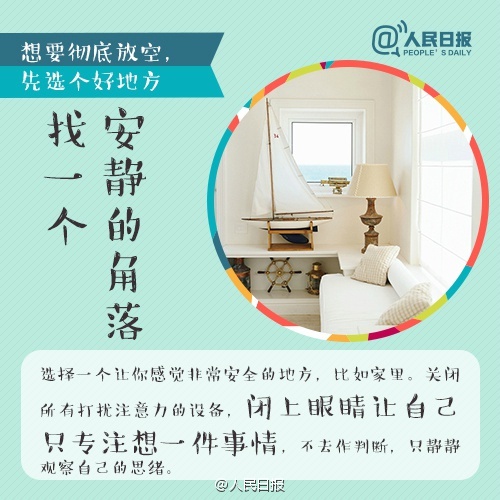 想要彻底放空,
先选个好地方
@人民日报
PEOPLE'S DAILY
找一个
安静的角落
选择一个让你感觉非常安全的地方，比如家里。关闭
所有打扰注意力的设备，闭上眼睛让自己
只专注想一件事情，不去作判断，只静静
观察自己的思绪。
@人民日报